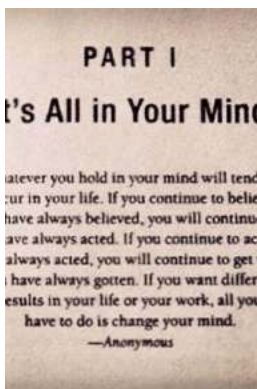 PART I
t's All in Your Min
atever you hold in your mind will tend
cur in your life. If you continue to belie
have always believed, you will continu
ave always acted. If you continue to ac
always acted, you will continue to get
have always gotten. If you want differ
esults in your life or your work, all you
have to do is change your mind.
—Anonymous